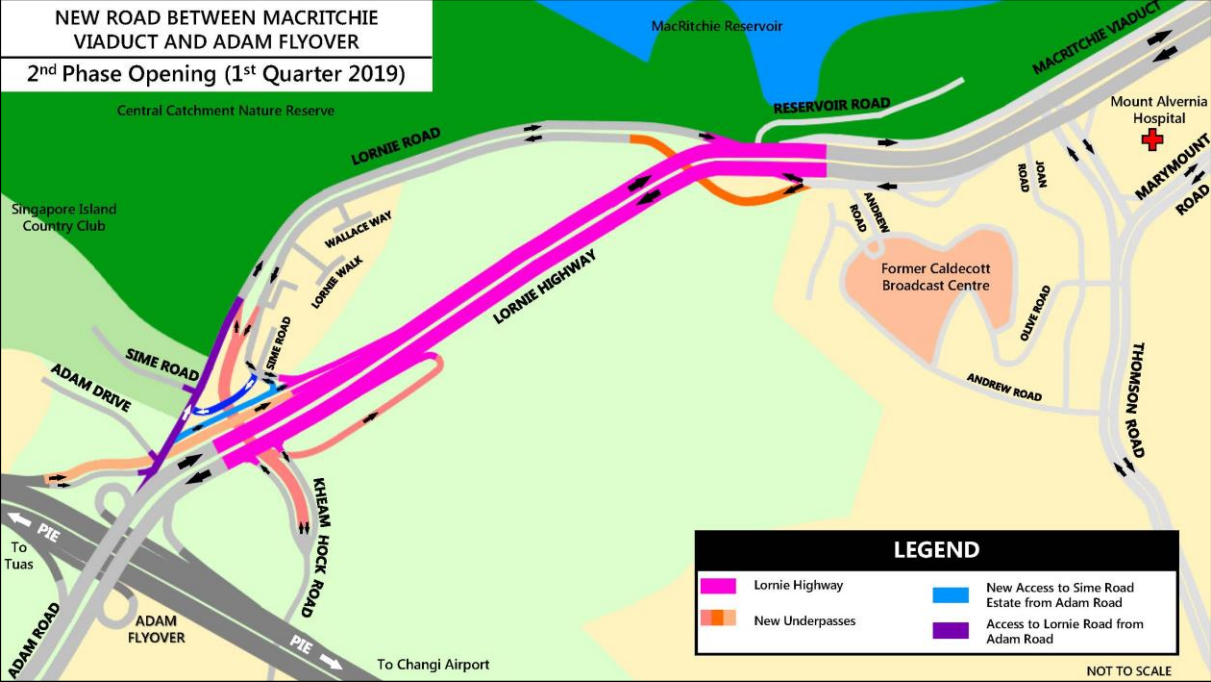 NEW ROAD BETWEEN MACRITCHIE
VIADUCT AND ADAM FLYOVER
2nd Phase Opening (1st Quarter 2019)
MacRitchie Reservoir
MACRITCHIE VIADUCT
Central Catchment Nature Reserve
RESERVOIR ROAD
Mount Alvernia
Hospital
LORNIE ROAD
JOAN
ROAD
MARYMOUNT
ROAD
Singapore Island
Country Club
WALLACE WAY
ANDREW
ROAD
LORNIE WALK
LORNIE HIGHWAY
Former Caldecott
Broadcast Centre
OLIVE ROAD
SIME ROAD
SIME ROAD
ADAM DRIVE
ANDREW ROAD
THOMSON ROAD
KHEAM HOCK ROAD
PIE
To
Tuas
ADAM ROAD
ADAM
FLYOVER
PIE
To Changi Airport
LEGEND
Lornie Highway
New Underpasses
New Access to Sime Road
Estate from Adam Road
Access to Lornie Road from
Adam Road
NOT TO SCALE